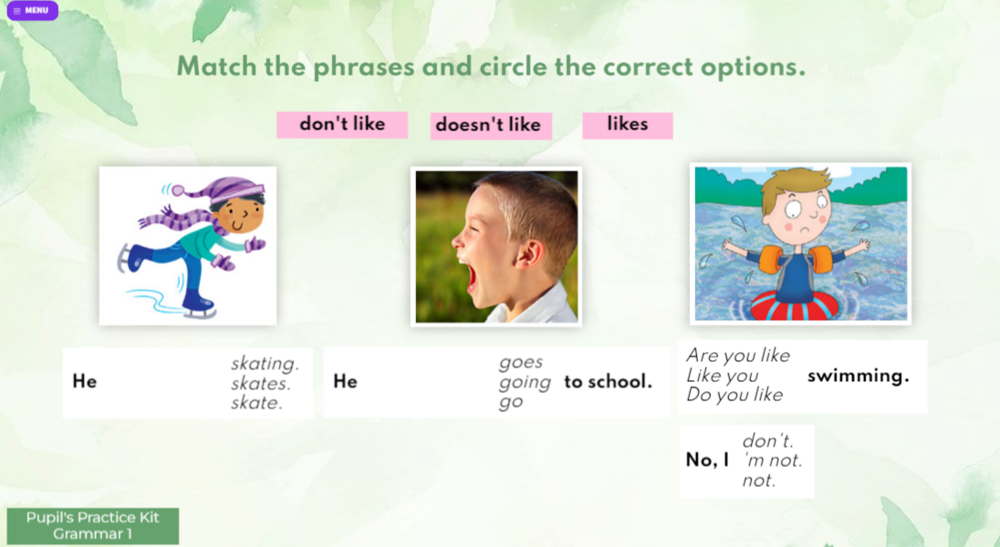 MENU
Match the phrases and circle the correct options.
don't like
doesn't like
likes
He
skating.
skates.
skate.
He
goes
going
go
to school.
Are you like
Like you
Do you like
swimming.
No, I
don't.
'm not.
not.
Pupil's Practice Kit
Grammar 1